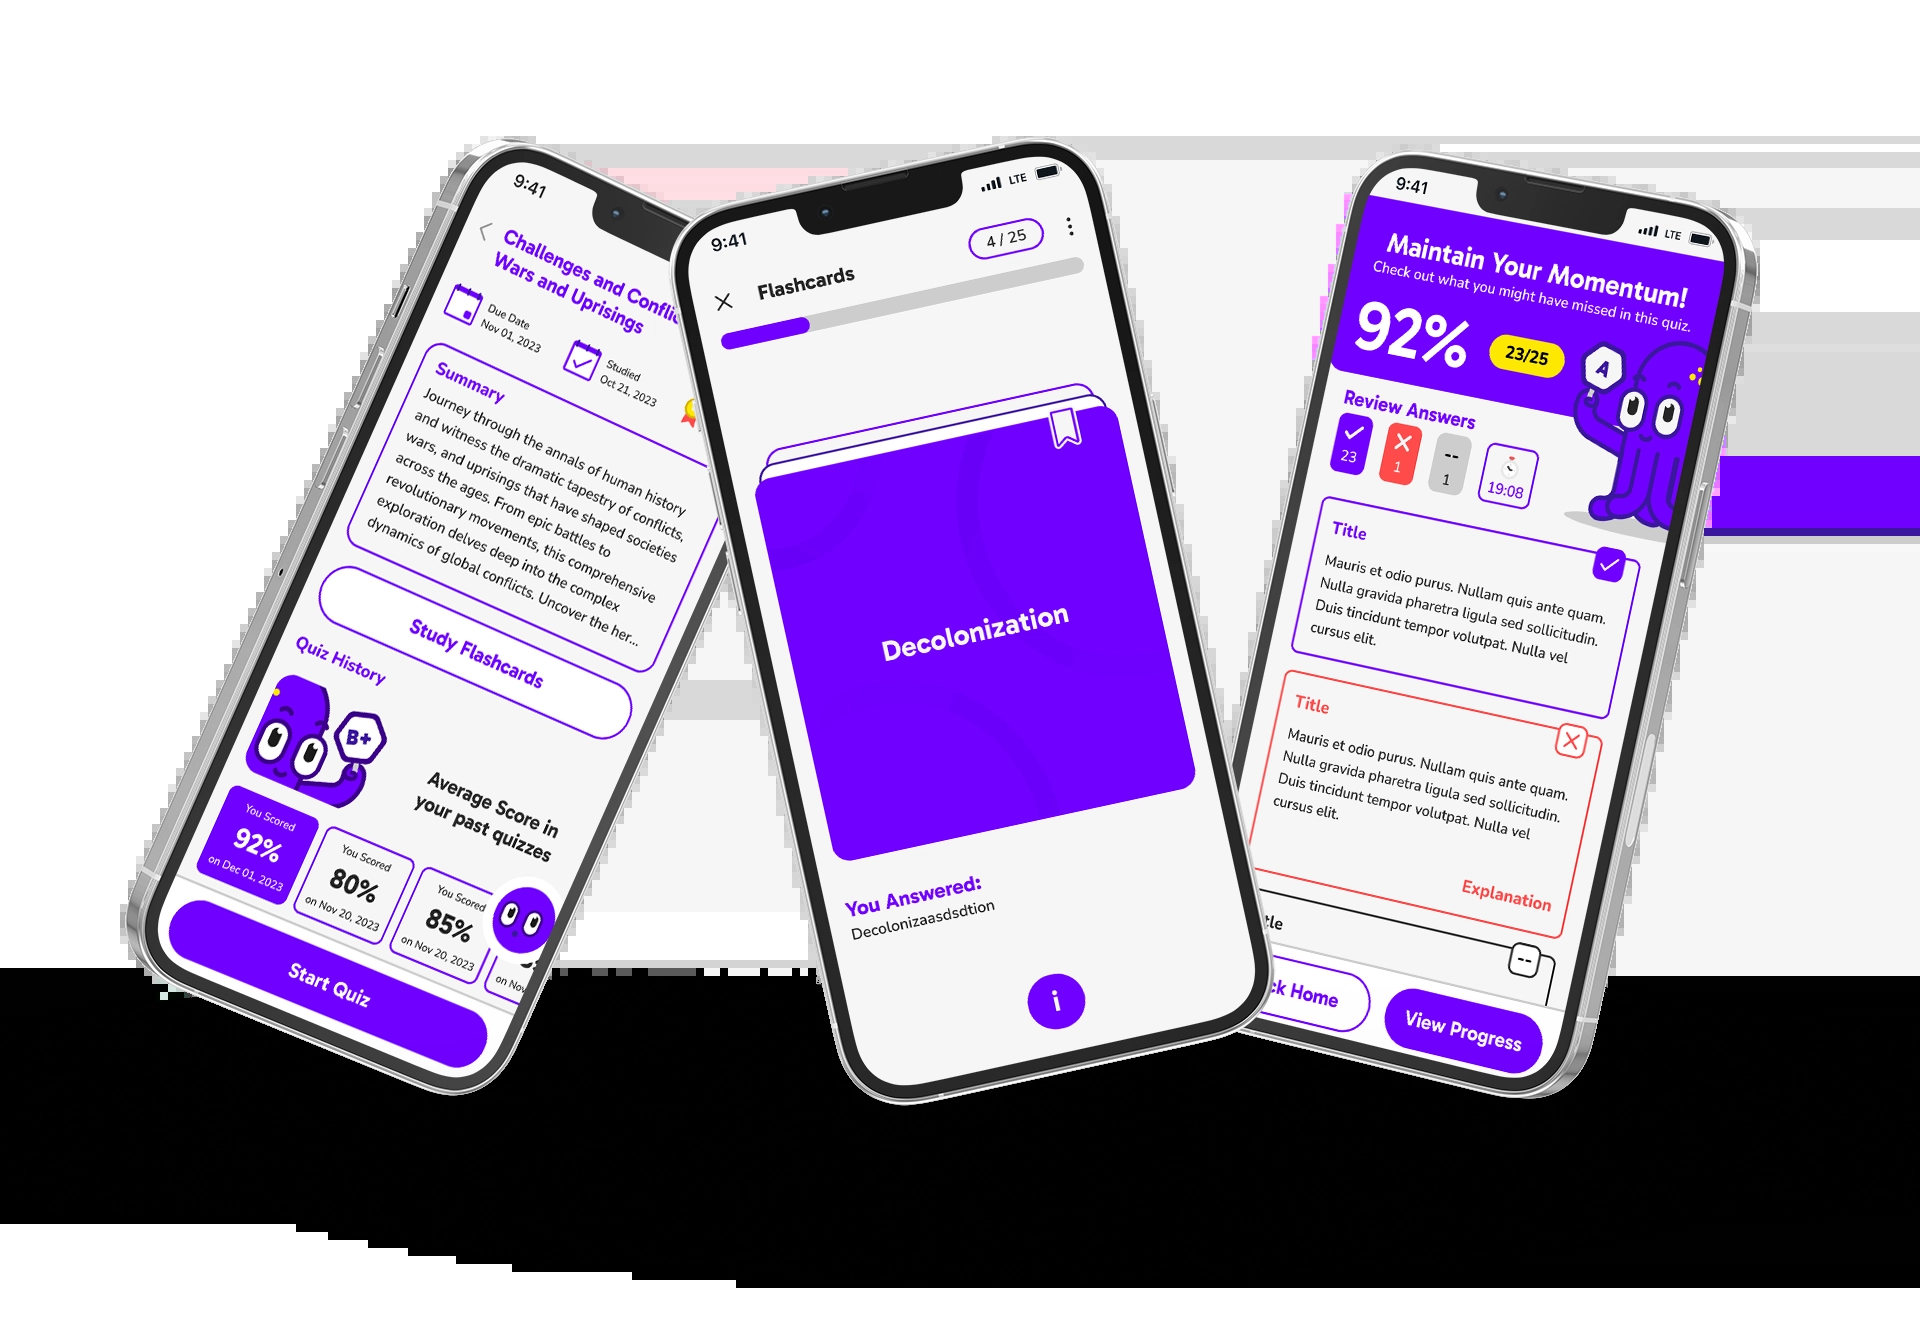 9:41
Challenges and Conflic
Wars and Uprisings
Due Date
Nov 01, 2023
Studied
Oct 21, 2023
Summary
Journey through the annals of human history
and witness the dramatic tapestry of conflicts,
wars, and uprisings that have shaped societies
across the ages. From epic battles to
revolutionary movements, this comprehensive
exploration delves deep into the complex
dynamics of global conflicts. Uncover the her...
Study Flashcards
Quiz History
B+
Average Score in
your past quizzes
You Scored
92%
on Dec 01, 2023
You Scored
80%
on Nov 20, 2023
You Scored
85%
on Nov 20, 2023
on Nov
Start Quiz
9:41
LTE
4 / 25
Flashcards
Decolonization
You Answered:
Decolonizaasdsdtion
i
9:41
LTE
Maintain Your Momentum!
Check out what you might have missed in this quiz.
92%
23/25
A
Review Answers
23
1
--
1
19:08
Title
Mauris et odio purus. Nullam quis ante quam.
Nulla gravida pharetra ligula sed sollicitudin.
Duis tincidunt tempor volutpat. Nulla vel
cursus elit.
Title
Mauris et odio purus. Nullam quis ante quam.
Nulla gravida pharetra ligula sed sollicitudin.
Duis tincidunt tempor volutpat. Nulla vel
cursus elit.
Explanation
tle
--
ck Home
View Progress